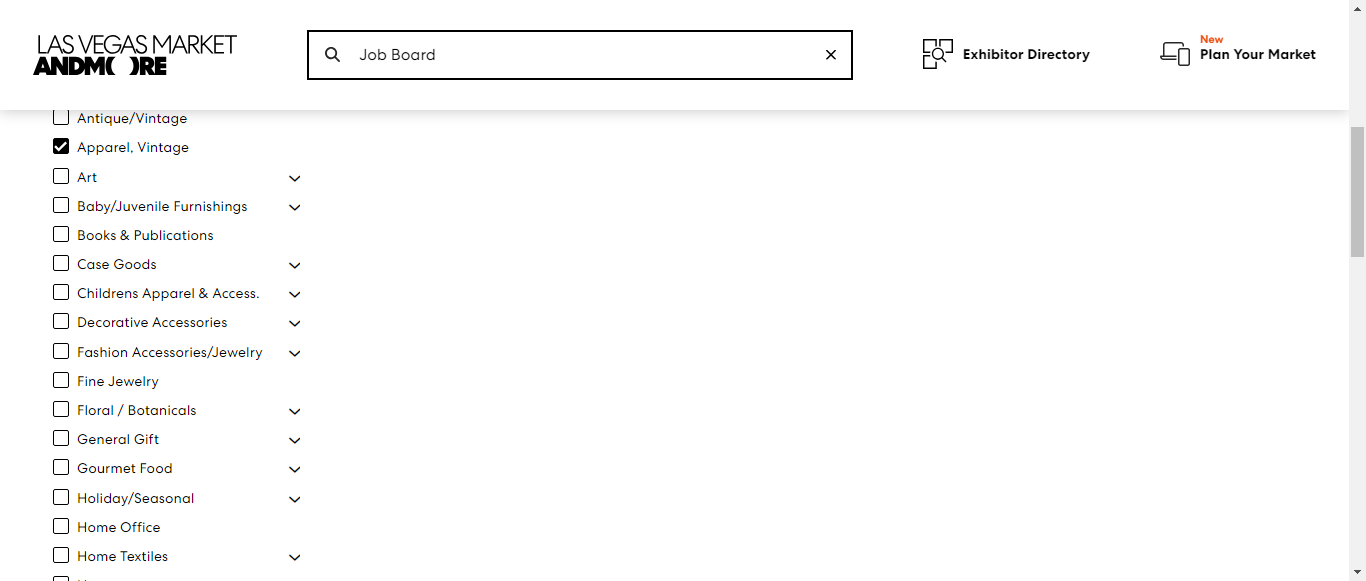 LAS VEGAS MARKET
ANDMORE
Job Board
Exhibitor Directory
New
Plan Your Market
Antique/Vintage
Apparel, Vintage
Art
Baby/Juvenile Furnishings
Books & Publications
Case Goods
Childrens Apparel & Access.
Decorative Accessories
Fashion Accessories/Jewelry
Fine Jewelry
Floral / Botanicals
General Gift
Gourmet Food
Holiday/Seasonal
Home Office
Home Textiles